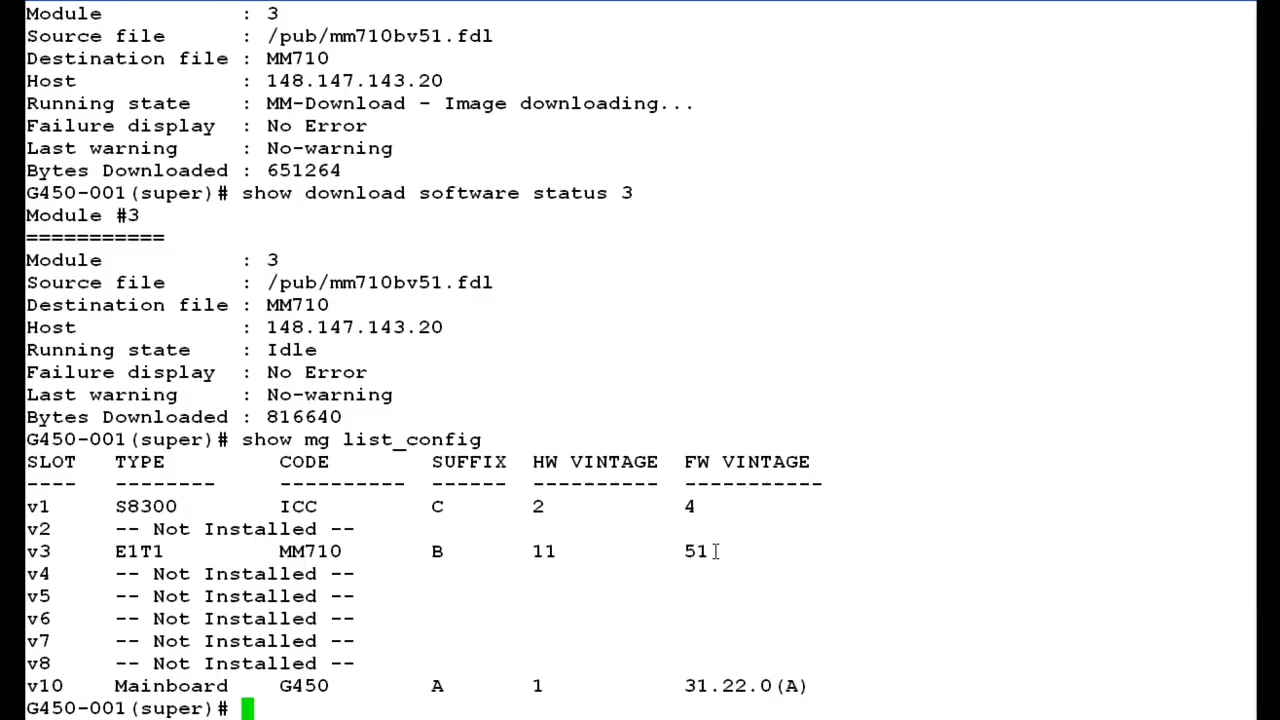 Module           : 3
Source file      : /pub/mm710bv51.fdl
Destination file : MM710
Host             : 148.147.143.20
Running state    : MM-Download - Image downloading...
Failure display  : No Error
Last warning     : No-warning
Bytes Downloaded : 651264
G450-001(super)# show download software status 3
Module #3
===========
Module           : 3
Source file      : /pub/mm710bv51.fdl
Destination file : MM710
Host             : 148.147.143.20
Running state    : Idle
Failure display  : No Error
Last warning     : No-warning
Bytes Downloaded : 816640
G450-001(super)# show mg list_config
SLOT   TYPE         CODE        SUFFIX  HW VINTAGE  FW VINTAGE
----   --------     ----------  ------  ----------  -----------
v1     S8300        ICC         C       2           4
v2     -- Not Installed --
v3     E1T1         MM710       B       11          51
v4     -- Not Installed --
v5     -- Not Installed --
v6     -- Not Installed --
v7     -- Not Installed --
v8     -- Not Installed --
v10    Mainboard    G450        A       1           31.22.0(A)
G450-001(super)#